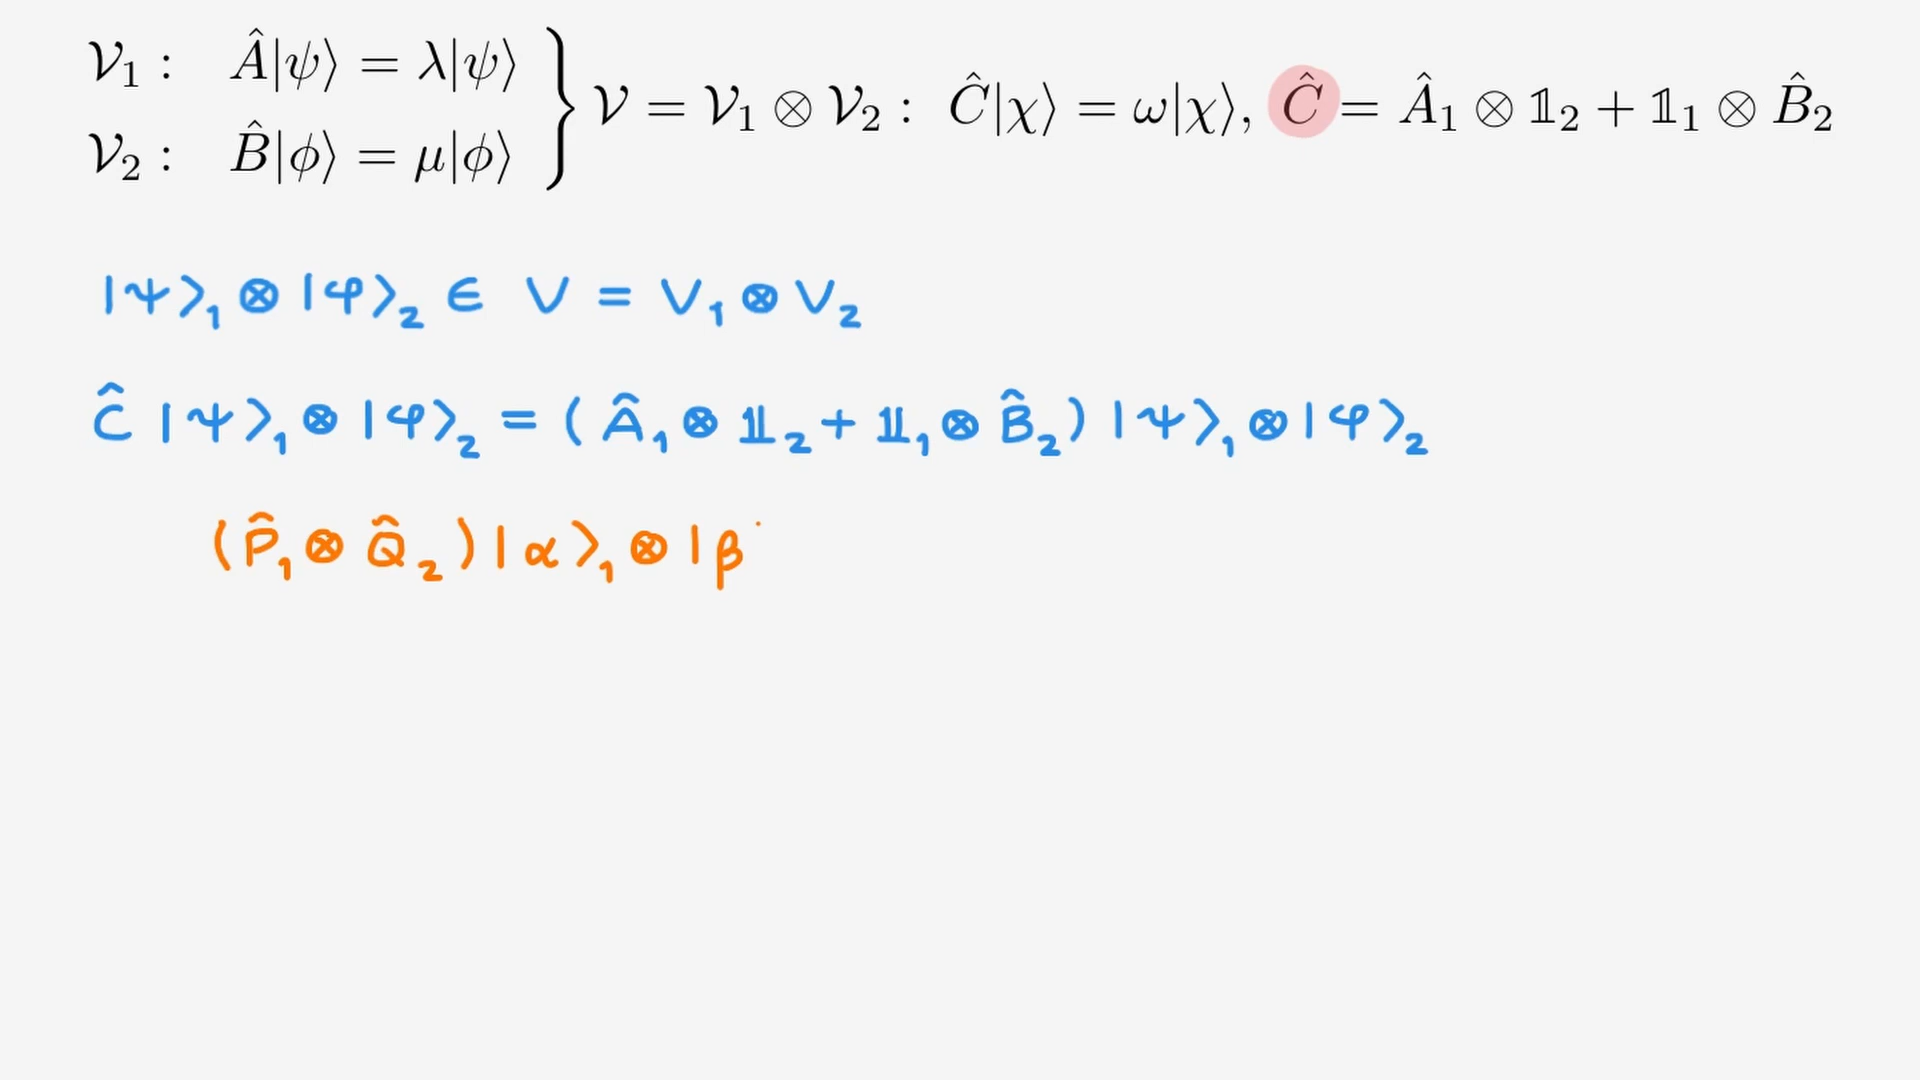 𝒱₁ : Â|ψ⟩ = λ|ψ⟩
𝒱₂ : B̂|ϕ⟩ = μ|ϕ⟩
} 𝒱 = 𝒱₁ ⊗ 𝒱₂ : Ĉ|χ⟩ = ω|χ⟩, Ĉ = Â₁ ⊗ 𝟙₂ + 𝟙₁ ⊗ B̂₂
|ψ⟩₁ ⊗ |φ⟩₂ ∈ V = V₁ ⊗ V₂
Ĉ |ψ⟩₁ ⊗ |φ⟩₂ = ( Â₁ ⊗ 𝟙₂ + 𝟙₁ ⊗ B̂₂ ) |ψ⟩₁ ⊗ |φ⟩₂
( P̂₁ ⊗ Q̂₂ ) |α⟩₁ ⊗ |β